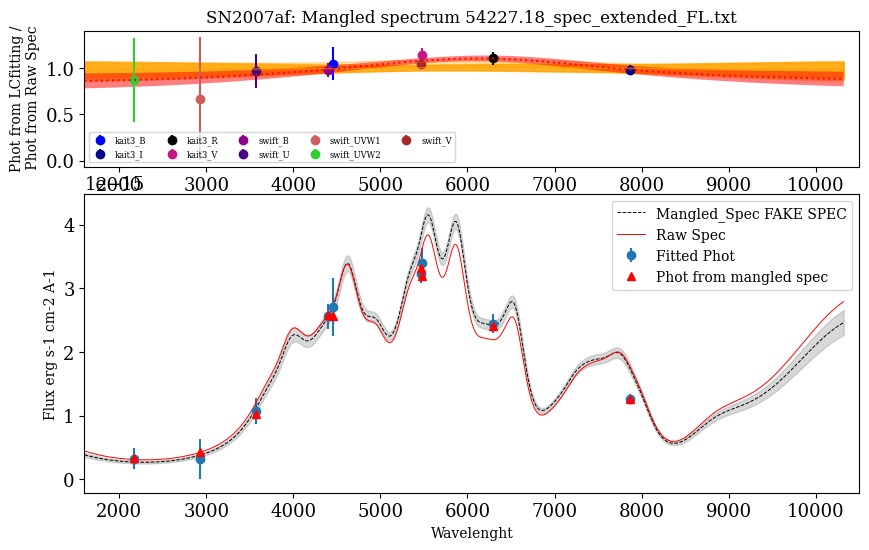 SN2007af: Mangled spectrum 54227.18_spec_extended_FL.txt
Phot from LCfitting /
Phot from Raw Spec
1.0
0.5
0.0
kait3_B
kait3_R
swift_B
swift_UVW1
swift_V
kait3_I
kait3_V
swift_U
swift_UVW2
2000 3000 4000 5000 6000 7000 8000 9000 10000
1e−15
Flux erg s-1 cm-2 A-1
4
3
2
1
0
Mangled_Spec FAKE SPEC
Raw Spec
Fitted Phot
Phot from mangled spec
2000 3000 4000 5000 6000 7000 8000 9000 10000
Wavelenght